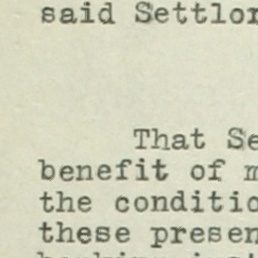 said Settlor
That Se
benefit of m
the conditio
these presen